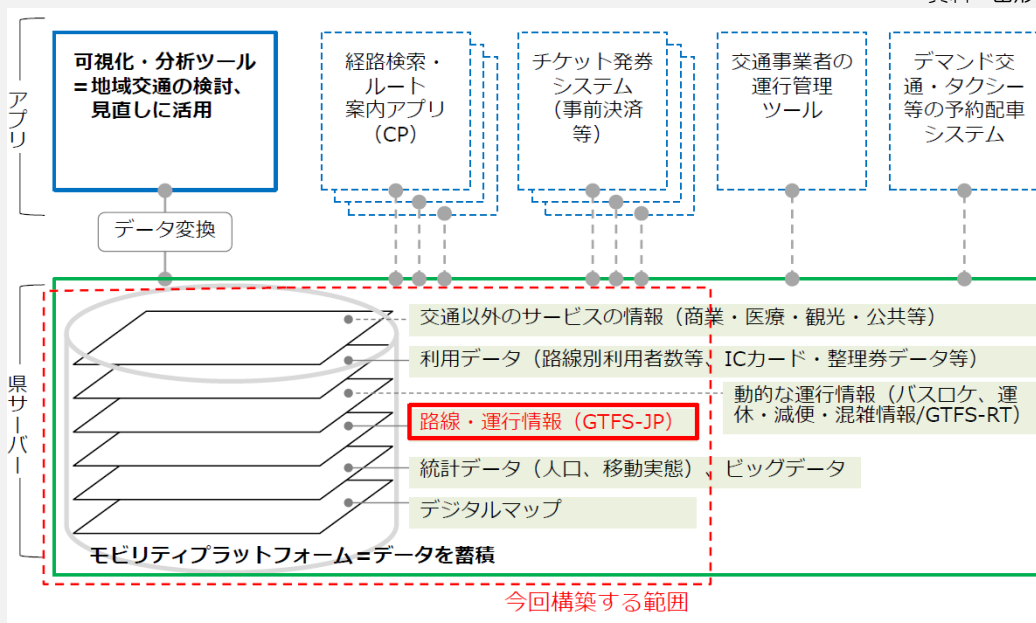 アプリ
可視化・分析ツール
＝地域交通の検討、
見直しに活用
経路検索・
ルート
案内アプリ
（CP）
チケット発券
システム
（事前決済
等）
交通事業者の
運行管理
ツール
デマンド交
通・タクシー
等の予約配車
システム
データ変換
県サーバー
交通以外のサービスの情報（商業・医療・観光・公共等）
利用データ（路線別利用者数等、ICカード・整理券データ等）
動的な運行情報（バスロケ、運
休・減便・混雑情報/GTFS-RT）
路線・運行情報（GTFS-JP）
統計データ（人口、移動実態）、ビッグデータ
デジタルマップ
モビリティプラットフォーム＝データを蓄積
今回構築する範囲